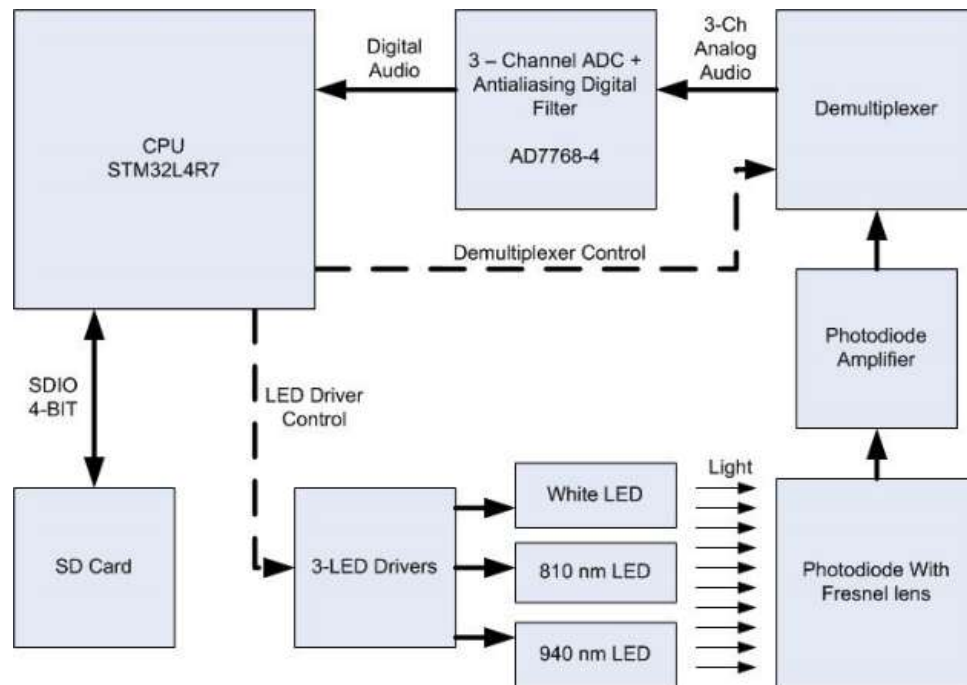 Digital
Audio
3 – Channel ADC +
Antialiasing Digital
Filter
AD7768-4
3-Ch
Analog
Audio
Demultiplexer
CPU
STM32L4R7
Demultiplexer Control
Photodiode
Amplifier
SDIO
4-BIT
LED Driver
Control
SD Card
3-LED Drivers
White LED
810 nm LED
940 nm LED
Light
Photodiode With
Fresnel lens